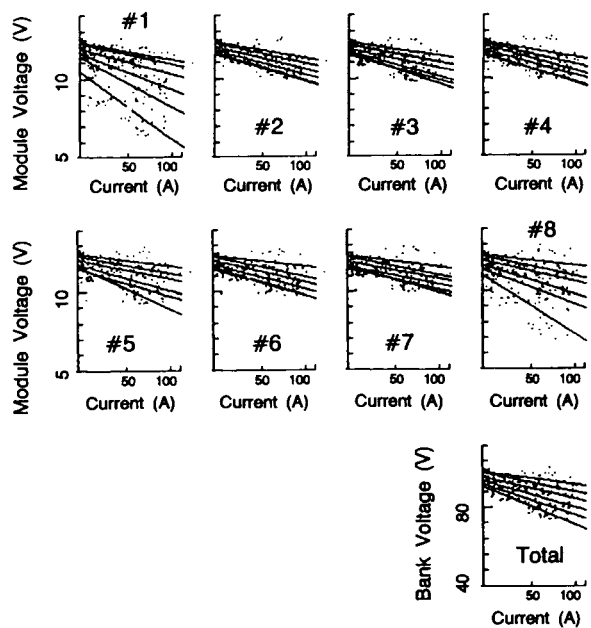 #1
Module Voltage (V)
10
5
50 100
Current (A)
#2
50 100
Current (A)
#3
50 100
Current (A)
#4
50 100
Current (A)
Module Voltage (V)
10
5
#5
50 100
Current (A)
#6
50 100
Current (A)
#7
50 100
Current (A)
#8
50 100
Current (A)
Bank Voltage (V)
80
40
Total
50 100
Current (A)